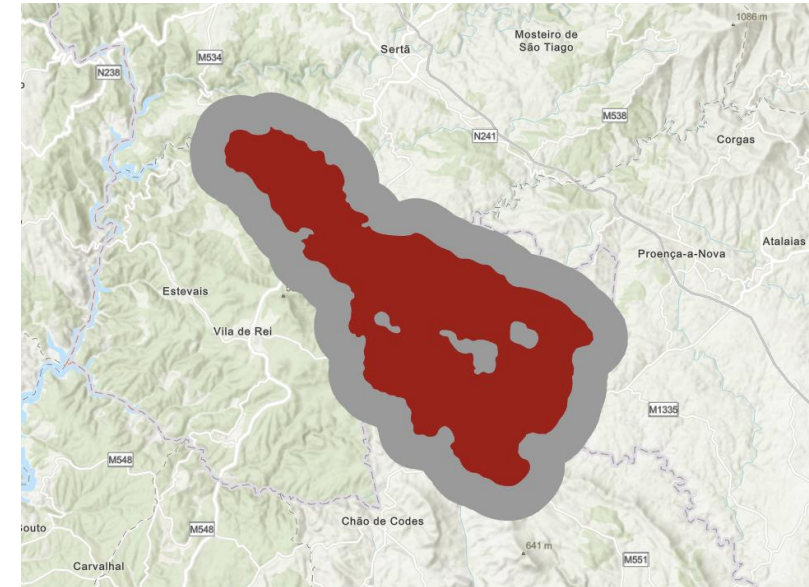 1086 m
Mosteiro de
São Tiago
Sertã
M534
N238
M538
N241
Corgas
Atalaias
Proença-a-Nova
Estevais
Vila de Rei
M1335
M548
Chão de Codes
M548
641 m
M551
Carvalhal